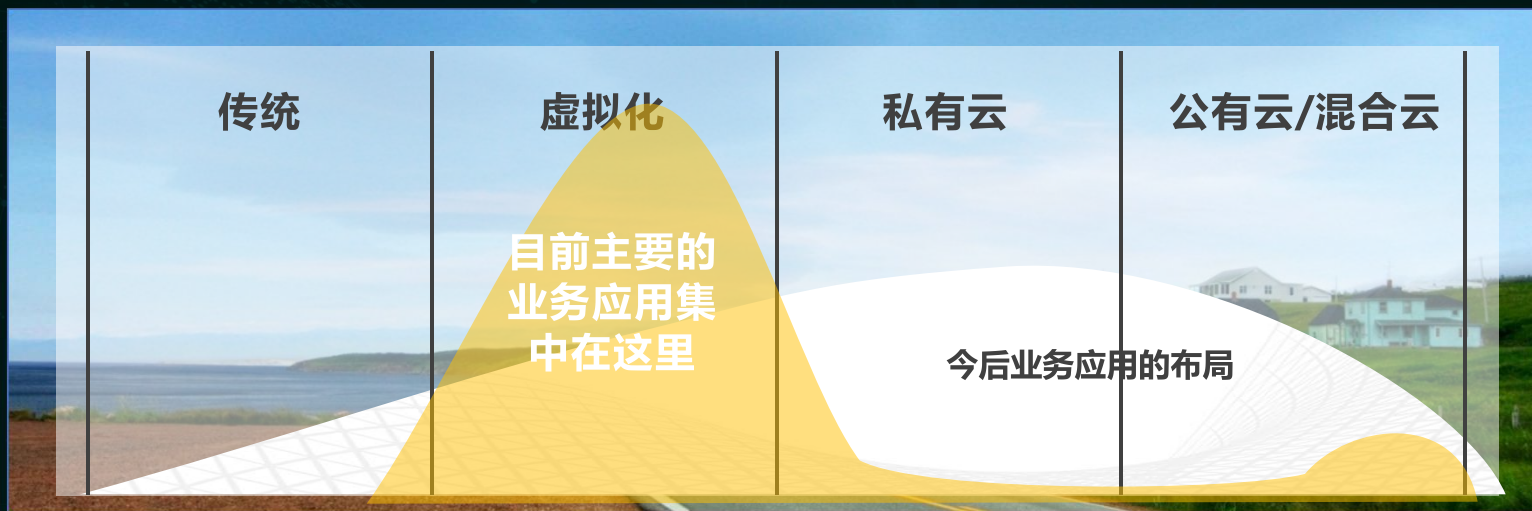 传统
虚拟化
私有云
公有云/混合云
目前主要的
业务应用集
中在这里
今后业务应用的布局